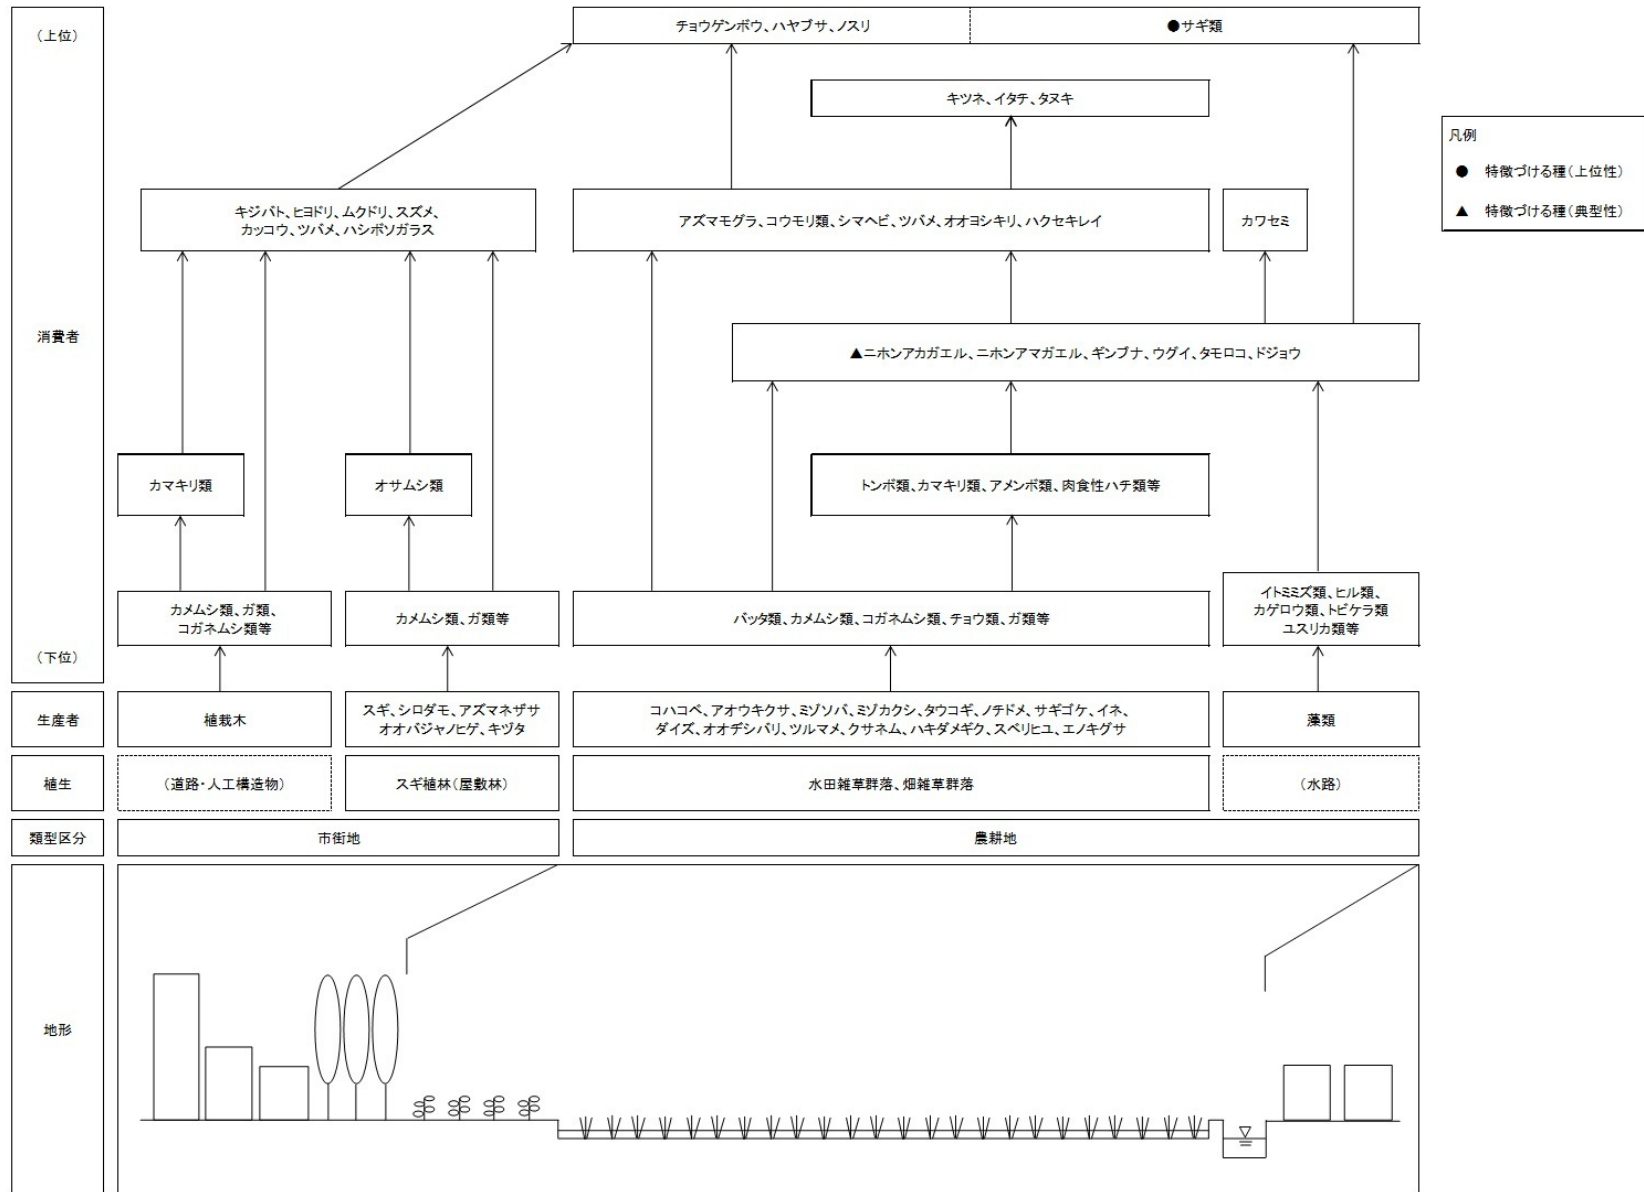 (上位)
チョウゲンボウ、ハヤブサ、ノスリ
●サギ類
キツネ、イタチ、タヌキ
凡例
● 特徴づける種(上位性)
▲ 特徴づける種(典型性)
キジバト、ヒヨドリ、ムクドリ、スズメ、
カッコウ、ツバメ、ハシボソガラス
アズマモグラ、コウモリ類、シマヘビ、ツバメ、オオヨシキリ、ハクセキレイ
カワセミ
消費者
▲ニホンアカガエル、ニホンアマガエル、ギンブナ、ウグイ、タモロコ、ドジョウ
カマキリ類
オサムシ類
トンボ類、カマキリ類、アメンボ類、肉食性ハチ類等
カメムシ類、ガ類、
コガネムシ類等
カメムシ類、ガ類等
バッタ類、カメムシ類、コガネムシ類、チョウ類、ガ類等
イトミミズ類、ヒル類、
カゲロウ類、トビケラ類
ユスリカ類等
(下位)
生産者
植栽木
スギ、シロダモ、アズマネザサ
オオバジャノヒゲ、キヅタ
コハコベ、アオウキクサ、ミゾソバ、ミゾカクシ、タウコギ、ノチドメ、サギゴケ、イネ、
ダイズ、オオヂシバリ、ツルマメ、クサネム、ハキダメギク、スベリヒユ、エノキグサ
藻類
植生
(道路・人工構造物)
スギ植林(屋敷林)
水田雑草群落、畑雑草群落
(水路)
類型区分
市街地
農耕地
地形